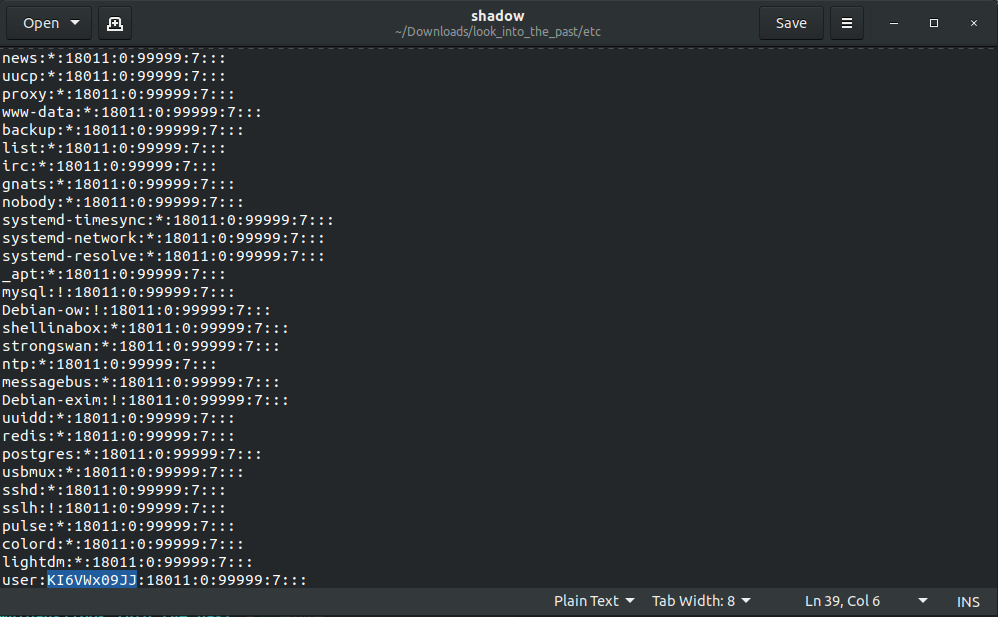 Open
shadow
~/Downloads/look_into_the_past/etc
Save
news:*:18011:0:99999:7:::
uucp:*:18011:0:99999:7:::
proxy:*:18011:0:99999:7:::
www-data:*:18011:0:99999:7:::
backup:*:18011:0:99999:7:::
list:*:18011:0:99999:7:::
irc:*:18011:0:99999:7:::
gnats:*:18011:0:99999:7:::
nobody:*:18011:0:99999:7:::
systemd-timesync:*:18011:0:99999:7:::
systemd-network:*:18011:0:99999:7:::
systemd-resolve:*:18011:0:99999:7:::
_apt:*:18011:0:99999:7:::
mysql:!:18011:0:99999:7:::
Debian-ow:!:18011:0:99999:7:::
shellinabox:*:18011:0:99999:7:::
strongswan:*:18011:0:99999:7:::
ntp:*:18011:0:99999:7:::
messagebus:*:18011:0:99999:7:::
Debian-exim:!:18011:0:99999:7:::
uuidd:*:18011:0:99999:7:::
redis:*:18011:0:99999:7:::
postgres:*:18011:0:99999:7:::
usbmux:*:18011:0:99999:7:::
sshd:*:18011:0:99999:7:::
sslh:!:18011:0:99999:7:::
pulse:*:18011:0:99999:7:::
colord:*:18011:0:99999:7:::
lightdm:*:18011:0:99999:7:::
user:KI6VWx09JJ:18011:0:99999:7:::
Plain Text Tab Width: 8 Ln 39, Col 6 INS